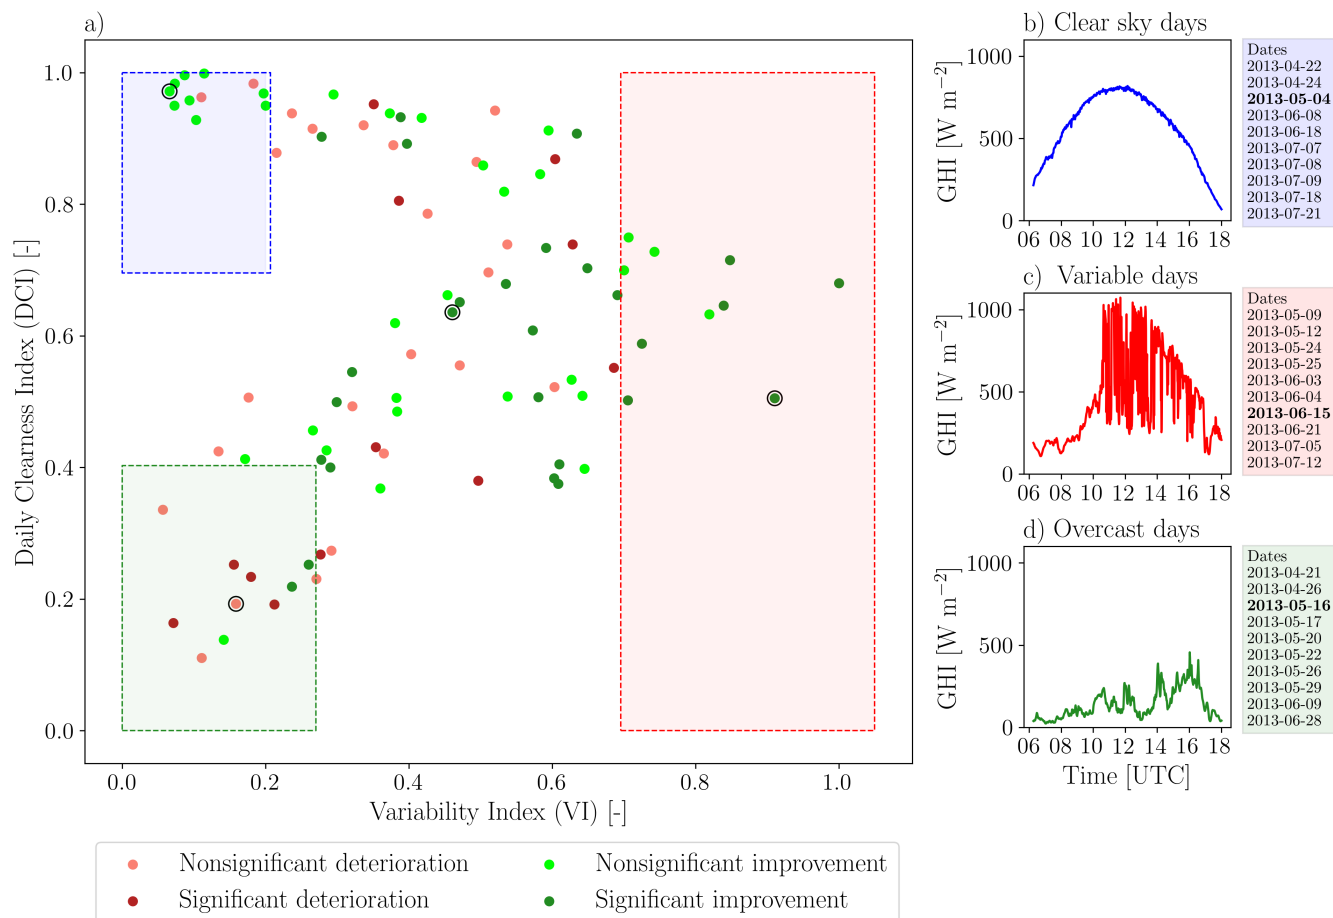 a)
1.0
0.8
0.6
0.4
0.2
0.0
Daily Clearness Index (DCI) [-]
0.0 0.2 0.4 0.6 0.8 1.0
Variability Index (VI) [-]
Nonsignificant deterioration
Significant deterioration
Nonsignificant improvement
Significant improvement
b) Clear sky days
1000
500
0
GHI [W m−2]
06 08 10 12 14 16 18
Dates
2013-04-22
2013-04-24
2013-05-04
2013-06-08
2013-06-18
2013-07-07
2013-07-08
2013-07-09
2013-07-18
2013-07-21
c) Variable days
1000
500
0
GHI [W m−2]
06 08 10 12 14 16 18
Dates
2013-05-09
2013-05-12
2013-05-24
2013-05-25
2013-06-03
2013-06-04
2013-06-15
2013-06-21
2013-07-05
2013-07-12
d) Overcast days
1000
500
0
GHI [W m−2]
06 08 10 12 14 16 18
Time [UTC]
Dates
2013-04-21
2013-04-26
2013-05-16
2013-05-17
2013-05-20
2013-05-22
2013-05-26
2013-05-29
2013-06-09
2013-06-28